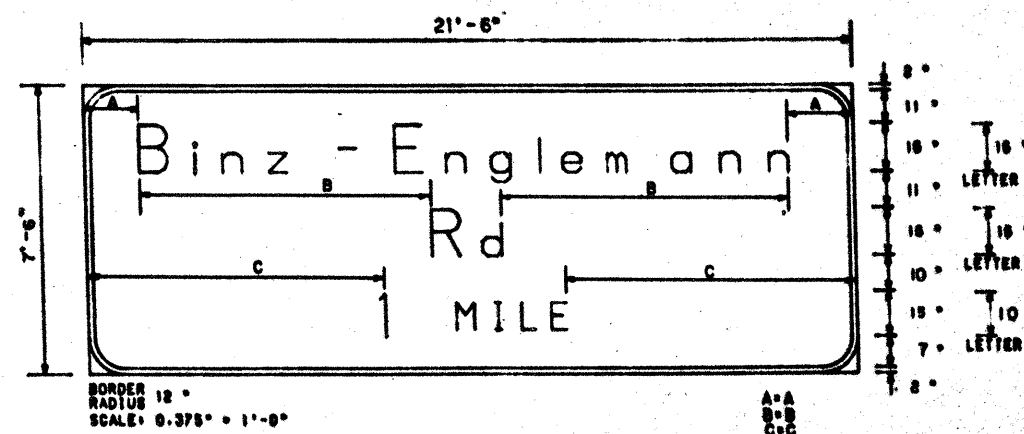 21'-6"
2 "
A A
11 "
Binz - Englemann
16 " 16 "
LETTER
7'-6"
B B
11 "
Rd
16 " 16 "
LETTER
C C
10 "
1 MILE
15 " 10
LETTER
7 "
2 "
BORDER
RADIUS 12 "
SCALE: 0.375" = 1'-0"
A=A
B=B
C=C